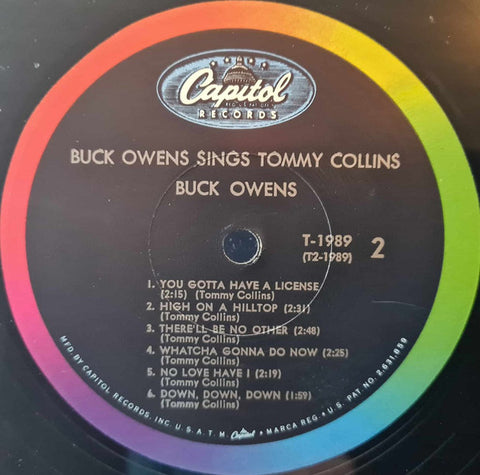 Capitol
RECORDS
BUCK OWENS SINGS TOMMY COLLINS
BUCK OWENS
T-1989
(T2-1989)
2
1. YOU GOTTA HAVE A LICENSE
(2:15) (Tommy Collins)
2. HIGH ON A HILLTOP (2:31)
(Tommy Collins)
3. THERE'LL BE NO OTHER (2:48)
(Tommy Collins)
4. WHATCHA GONNA DO NOW (2:25)
(Tommy Collins)
5. NO LOVE HAVE I (2:19)
(Tommy Collins)
6. DOWN, DOWN, DOWN (1:59)
(Tommy Collins)
MFD BY CAPITOL RECORDS, INC. U.S.A. T.M. Capitol • MARCA REG. • U.S. PAT. NO. 2,631,859